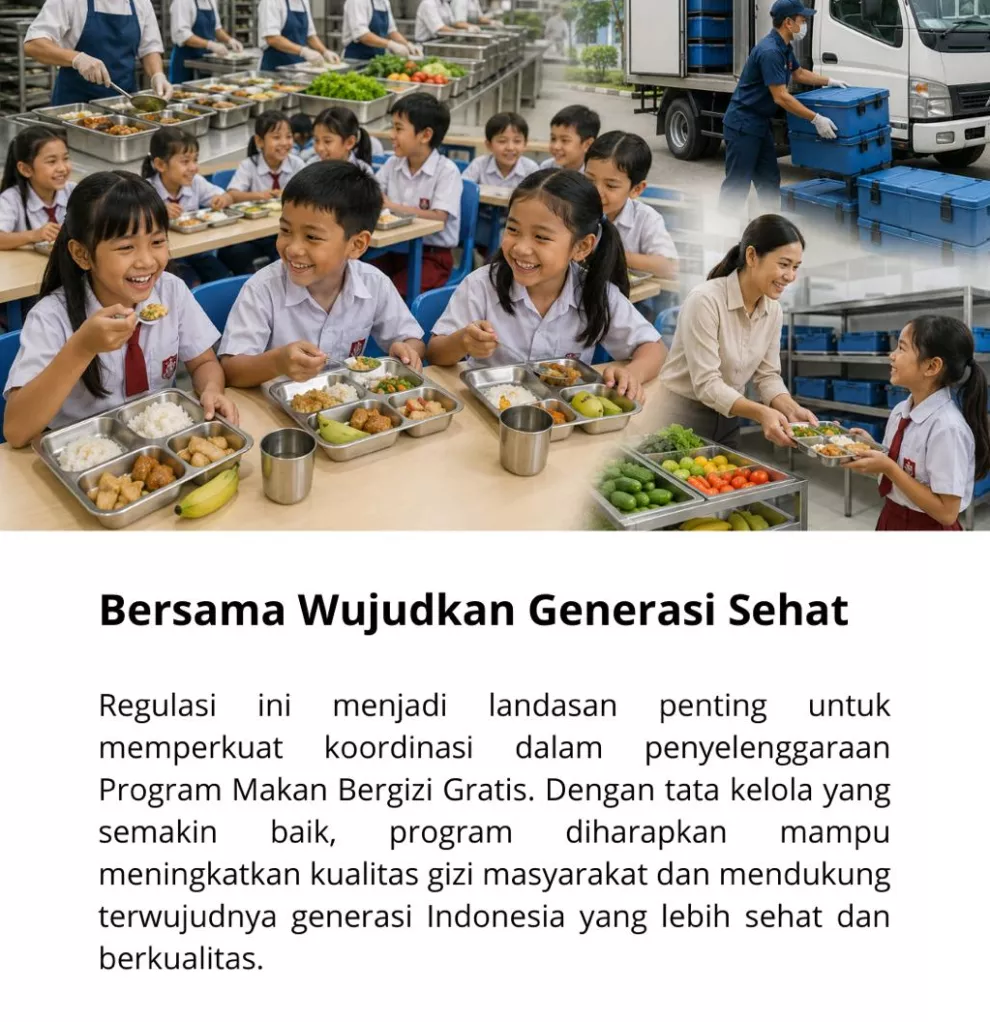 Bersama Wujudkan Generasi Sehat
Regulasi ini menjadi landasan penting untuk
memperkuat koordinasi dalam penyelenggaraan
Program Makan Bergizi Gratis. Dengan tata kelola yang
semakin baik, program diharapkan mampu
meningkatkan kualitas gizi masyarakat dan mendukung
terwujudnya generasi Indonesia yang lebih sehat dan
berkualitas.